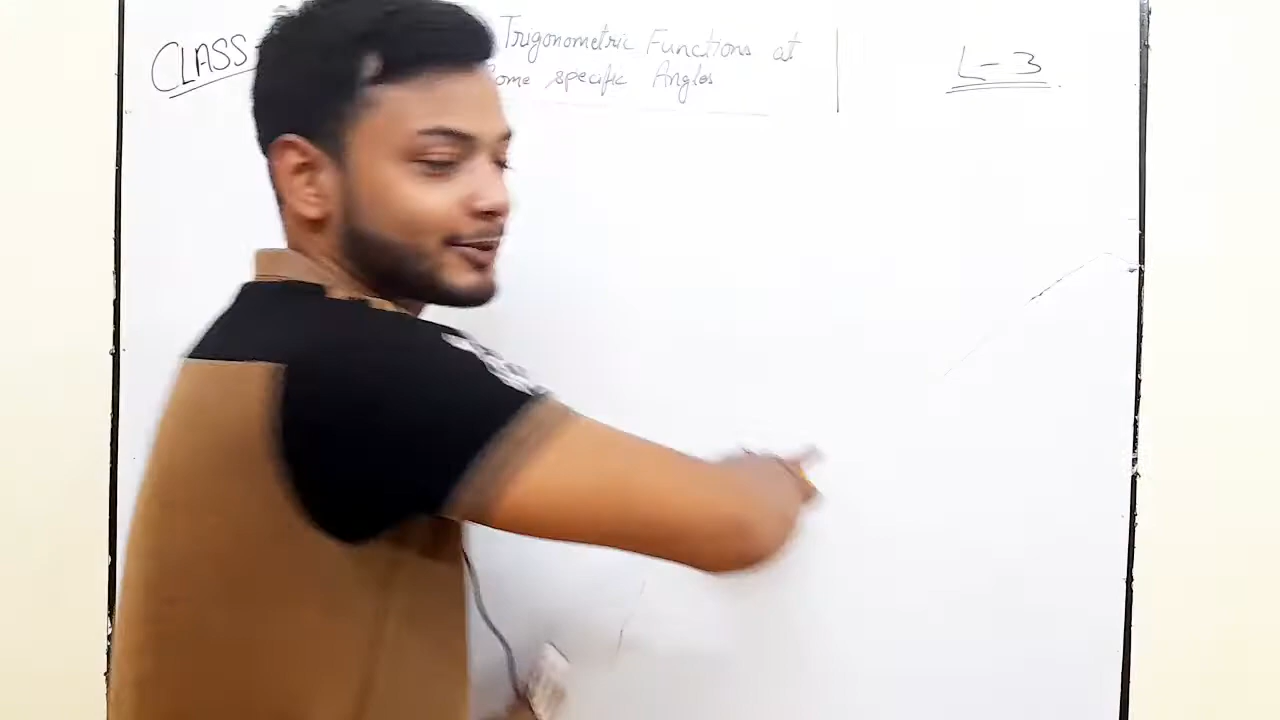 CLASS
Trigonometric Functions at
Some specific Angles
L-3